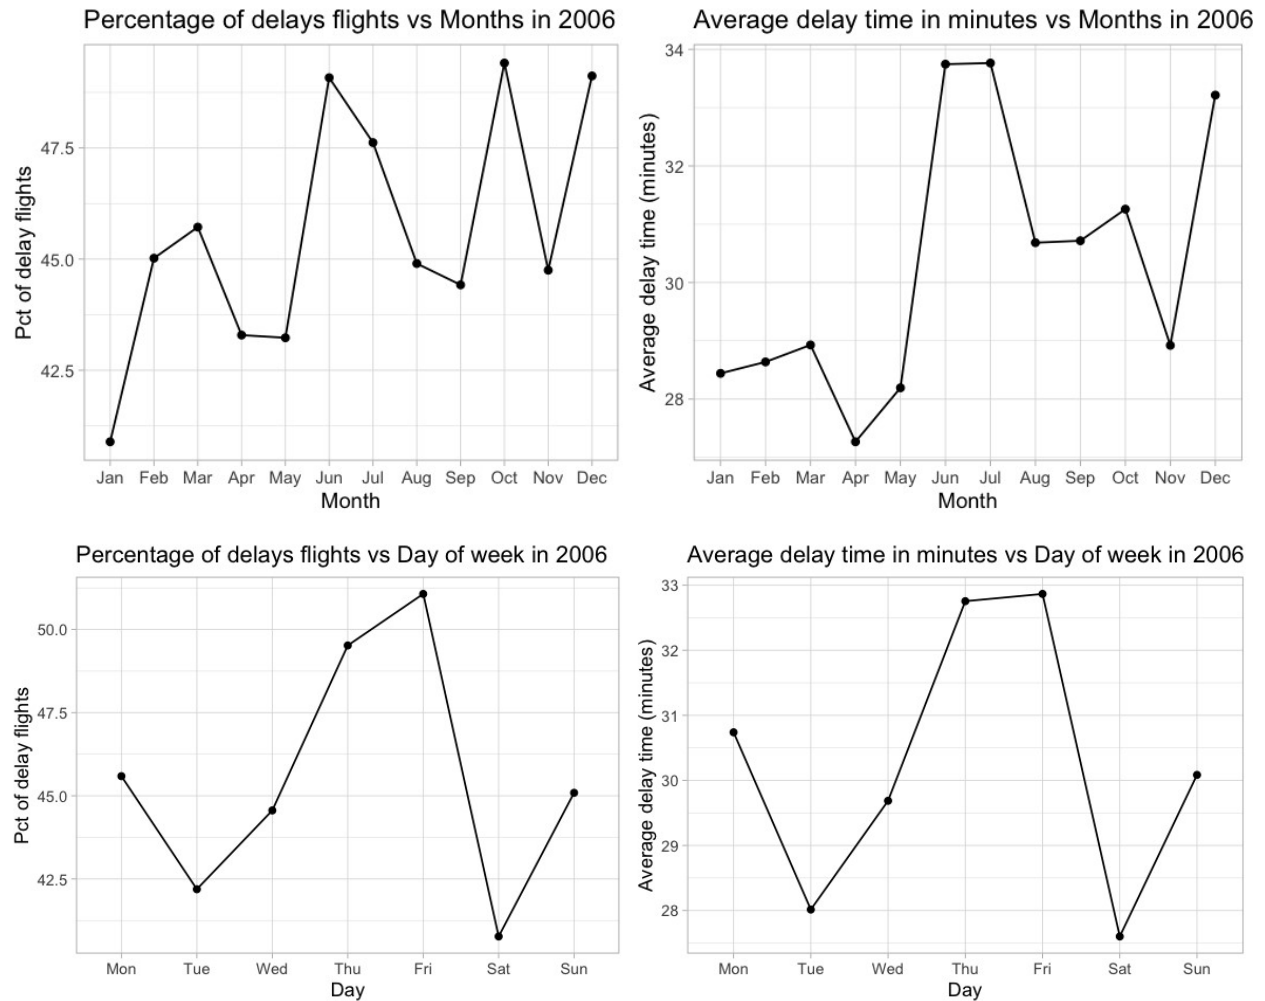 Percentage of delays flights vs Months in 2006
Pct of delay flights
47.5
45.0
42.5
Jan Feb Mar Apr May Jun Jul Aug Sep Oct Nov Dec
Month
Average delay time in minutes vs Months in 2006
Average delay time (minutes)
34
32
30
28
Jan Feb Mar Apr May Jun Jul Aug Sep Oct Nov Dec
Month
Percentage of delays flights vs Day of week in 2006
Pct of delay flights
50.0
47.5
45.0
42.5
Mon Tue Wed Thu Fri Sat Sun
Day
Average delay time in minutes vs Day of week in 2006
Average delay time (minutes)
33
32
31
30
29
28
Mon Tue Wed Thu Fri Sat Sun
Day